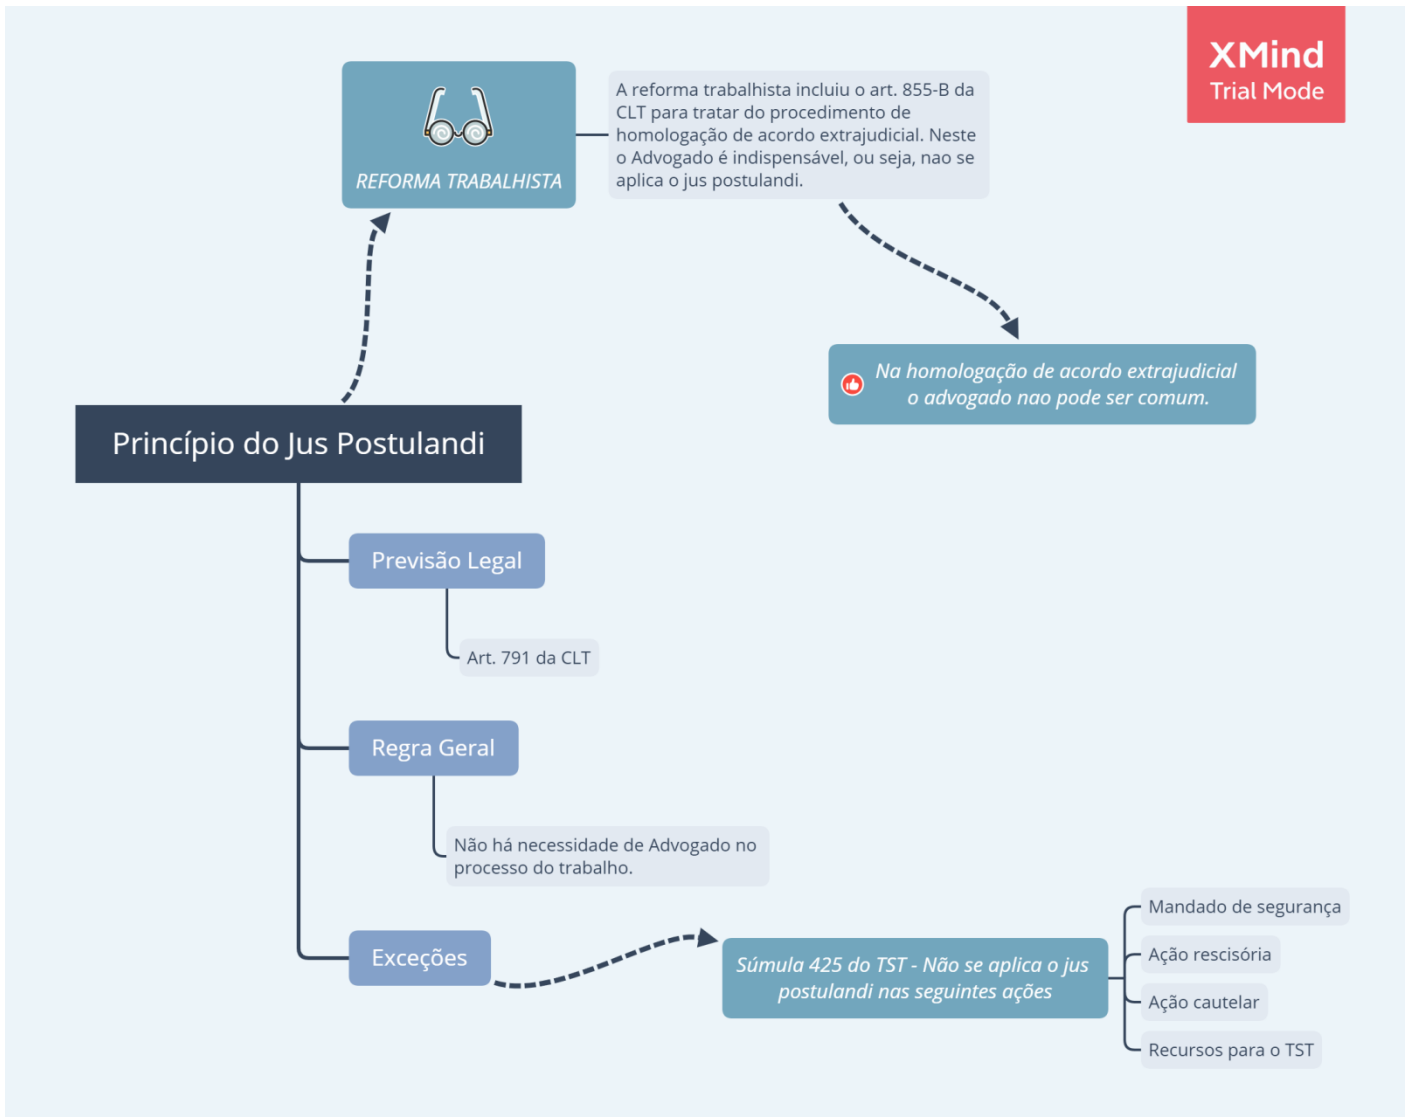 XMind
Trial Mode
REFORMA TRABALHISTA
A reforma trabalhista incluiu o art. 855-B da
CLT para tratar do procedimento de
homologação de acordo extrajudicial. Neste
o Advogado é indispensável, ou seja, nao se
aplica o jus postulandi.
Na homologação de acordo extrajudicial
o advogado nao pode ser comum.
Princípio do Jus Postulandi
Previsão Legal
Art. 791 da CLT
Regra Geral
Não há necessidade de Advogado no
processo do trabalho.
Exceções
Súmula 425 do TST - Não se aplica o jus
postulandi nas seguintes ações
Mandado de segurança
Ação rescisória
Ação cautelar
Recursos para o TST